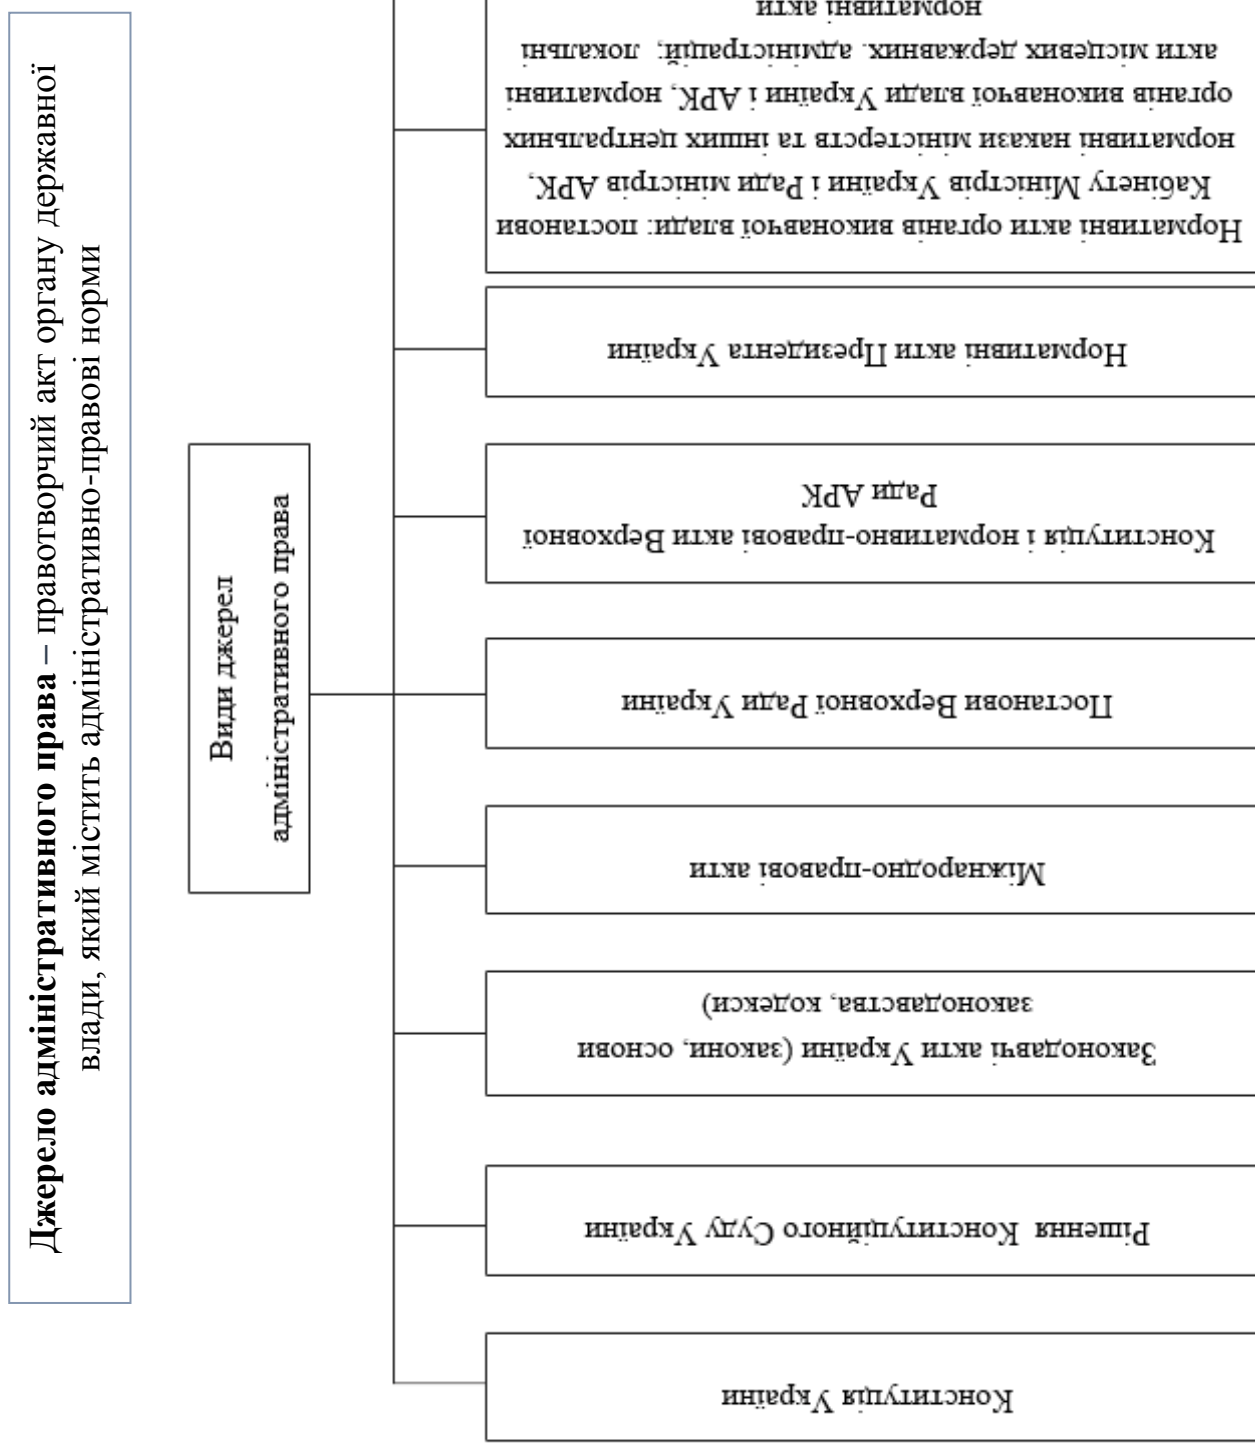 Джерело адміністративного права – правотворчий акт органу державної
влади, який містить адміністративно-правові норми
Види джерел
адміністративного права
Конституція України
Рішення  Конституційного Суду України
Законодавчі акти України (закони, основи
законодавства, кодекси)
Міжнародно-правові акти
Постанови Верховної Ради України
Конституція і нормативно-правові акти Верховної
Ради АРК
Нормативні акти Президента України
Нормативні акти органів виконавчої влади: постанови
Кабінету Міністрів України і Ради міністрів АРК,
нормативні накази міністерств та інших центральних
органів виконавчої влади України і АРК, нормативні
акти місцевих державних. адміністрацій;  локальні
нормативні акти